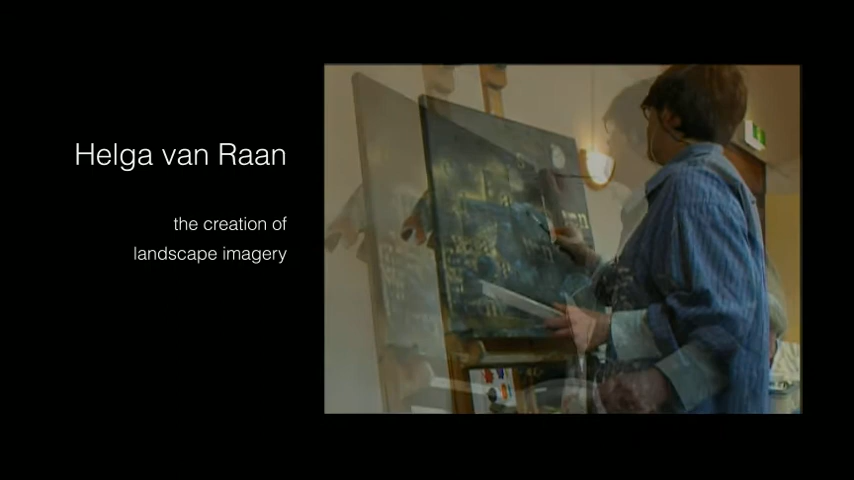 Helga van Raan
the creation of
landscape imagery